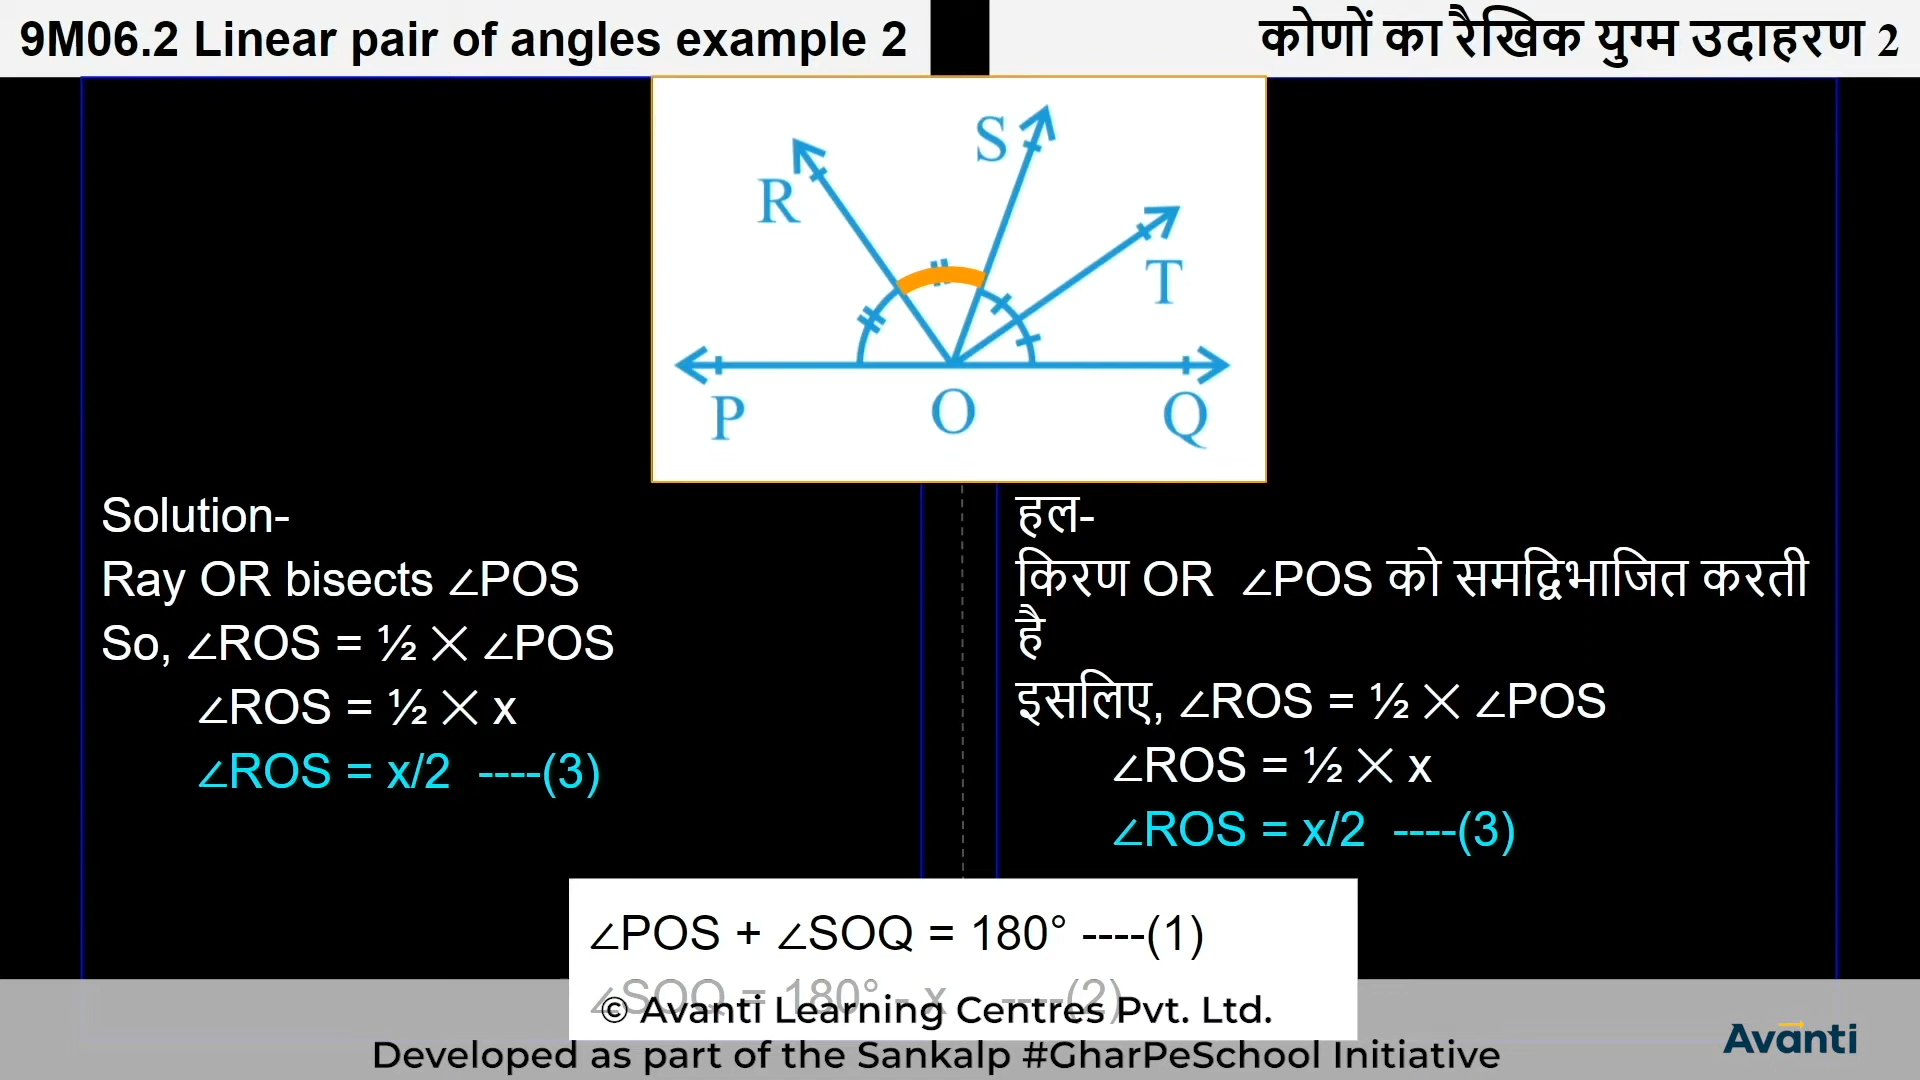 9M06.2 Linear pair of angles example 2
कोणों का रैखिक युग्म उदाहरण 2
S
R
T
P
O
Q
Solution-
Ray OR bisects ∠POS
So, ∠ROS = ½ ╳ ∠POS
∠ROS = ½ ╳ x
∠ROS = x/2 ----(3)
हल-
किरण OR ∠POS को समद्विभाजित करती
है
इसलिए, ∠ROS = ½ ╳ ∠POS
∠ROS = ½ ╳ x
∠ROS = x/2 ----(3)
∠POS + ∠SOQ = 180° ----(1)
∠SOQ = 180° - x ----(2)
© Avanti Learning Centres Pvt. Ltd.
Developed as part of the Sankalp #GharPeSchool Initiative
Avanti